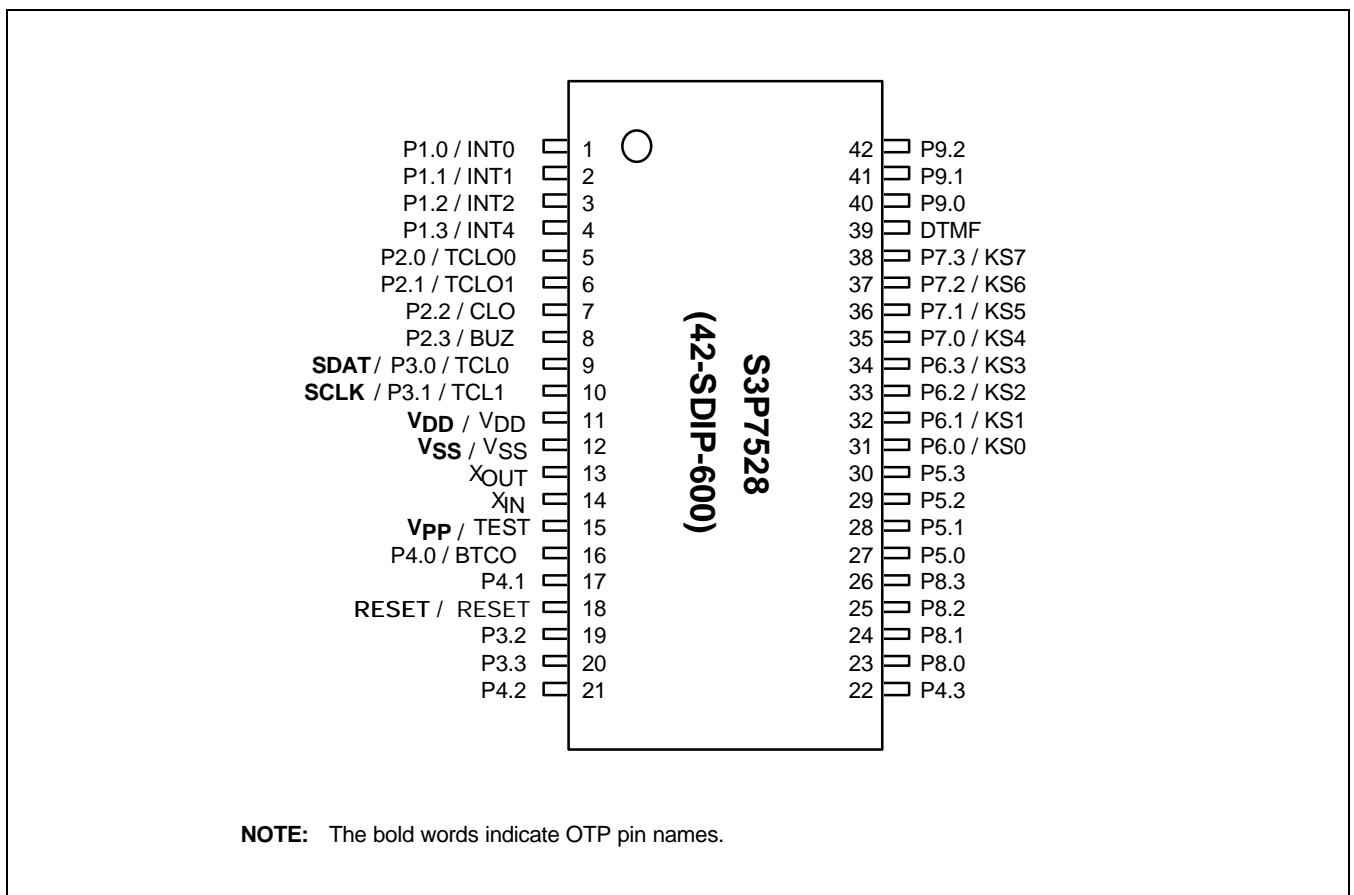 P1.0 / INT0 1 42 P9.2
P1.1 / INT1 2 41 P9.1
P1.2 / INT2 3 40 P9.0
P1.3 / INT4 4 39 DTMF
P2.0 / TCLO0 5 38 P7.3 / KS7
P2.1 / TCLO1 6 37 P7.2 / KS6
P2.2 / CLO 7 36 P7.1 / KS5
P2.3 / BUZ 8 35 P7.0 / KS4
SDAT / P3.0 / TCL0 9 34 P6.3 / KS3
SCLK / P3.1 / TCL1 10 33 P6.2 / KS2
VDD / VDD 11 32 P6.1 / KS1
VSS / VSS 12 31 P6.0 / KS0
XOUT 13 30 P5.3
XIN 14 29 P5.2
VPP / TEST 15 28 P5.1
P4.0 / BTCO 16 27 P5.0
P4.1 17 26 P8.3
RESET / RESET 18 25 P8.2
P3.2 19 24 P8.1
P3.3 20 23 P8.0
P4.2 21 22 P4.3
S3P7528
(42-SDIP-600)
NOTE: The bold words indicate OTP pin names.